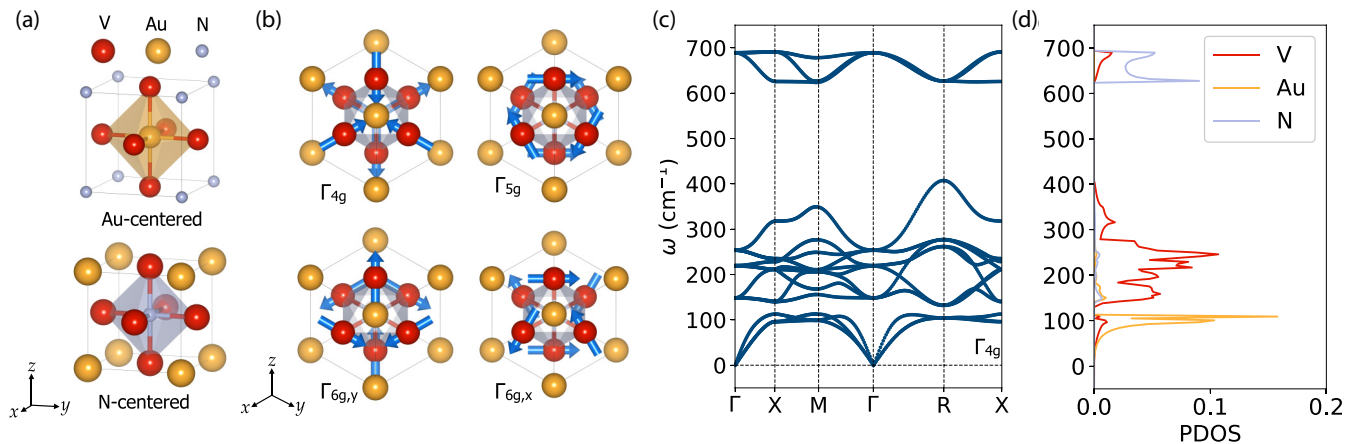 (a)
V Au N
Au-centered
N-centered
z
x y
(b)
Γ4g
Γ5g
Γ6g,y
Γ6g,x
z
x y
(c)
ω (cm⁻¹)
700
600
500
400
300
200
100
0
Γ X M Γ R X
Γ4g
(d)
700
600
500
400
300
200
100
0
V
Au
N
0.0 0.1 0.2
PDOS